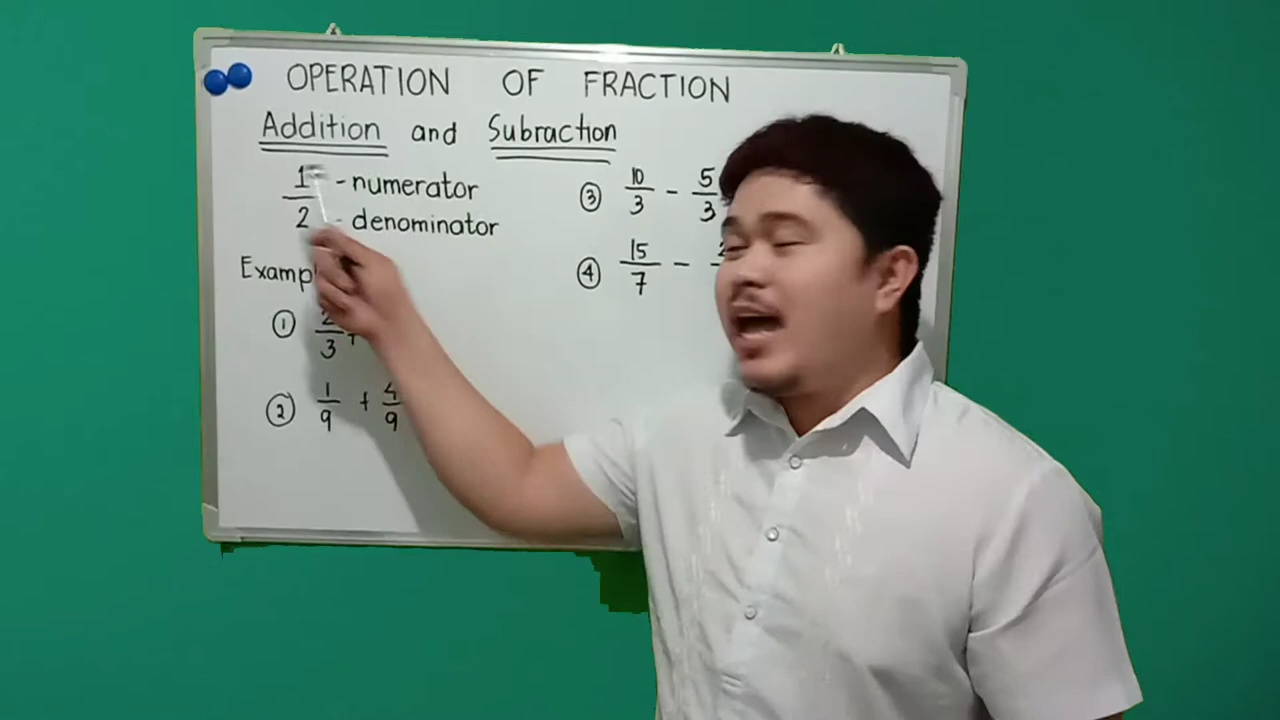 OPERATION OF FRACTION
Addition and Subraction
1 - numerator
2 - denominator
③ 10/3 - 5/3
④ 15/7 -
① /3 +
② 1/9 + 4/9